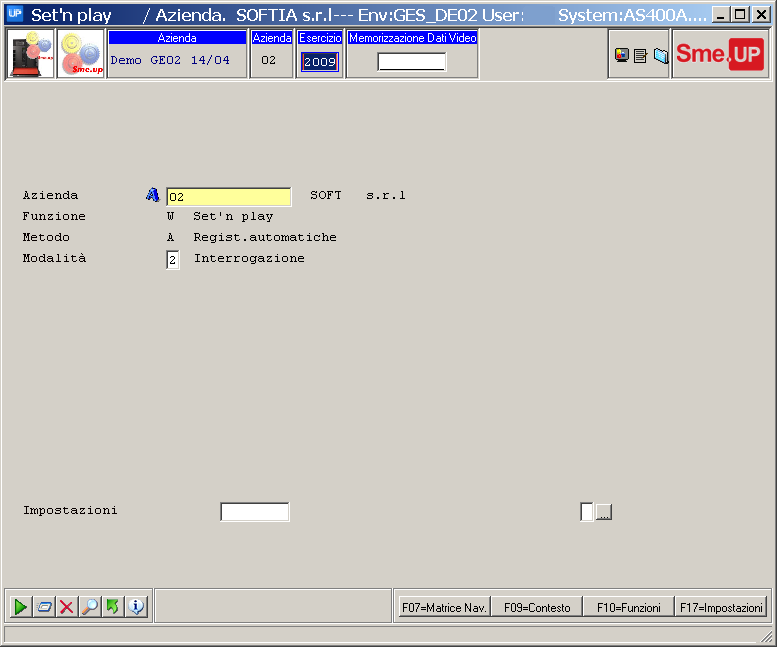 UP Set'n play / Azienda. SOFTIA s.r.l--- Env:GES_DE02 User: System:AS400A....
Azienda Azienda Esercizio Memorizzazione Dati Video
Sme.up Demo GE02 14/04 02 2009 Sme.UP
Azienda 02 SOFT s.r.l
Funzione W Set'n play
Metodo A Regist.automatiche
Modalità 2 Interrogazione
Impostazioni ...
F07=Matrice Nav. F09=Contesto F10=Funzioni F17=Impostazioni